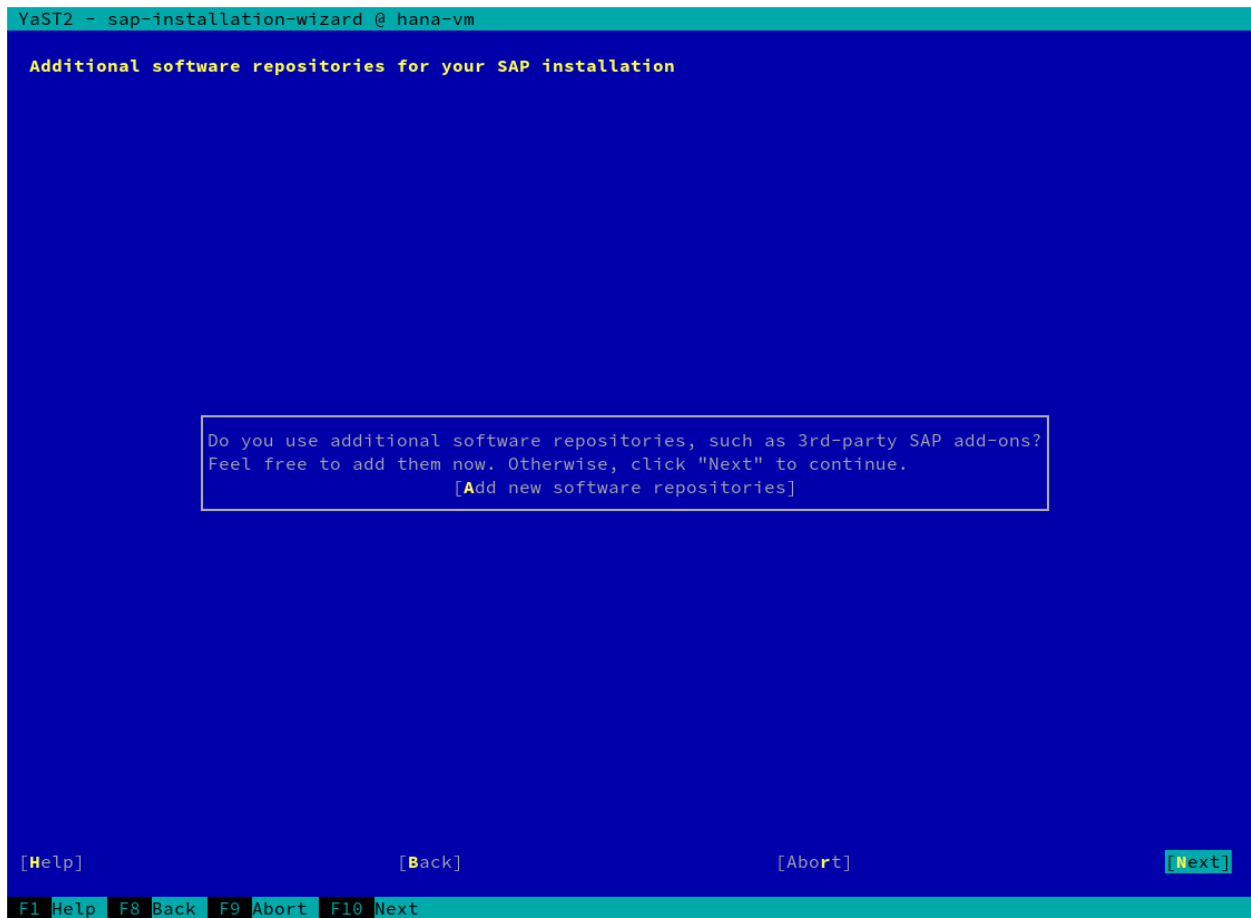 YaST2 - sap-installation-wizard @ hana-vm
Additional software repositories for your SAP installation
Do you use additional software repositories, such as 3rd-party SAP add-ons?
Feel free to add them now. Otherwise, click "Next" to continue.
[Add new software repositories]
[Help] [Back] [Abort] [Next]
F1 Help F8 Back F9 Abort F10 Next